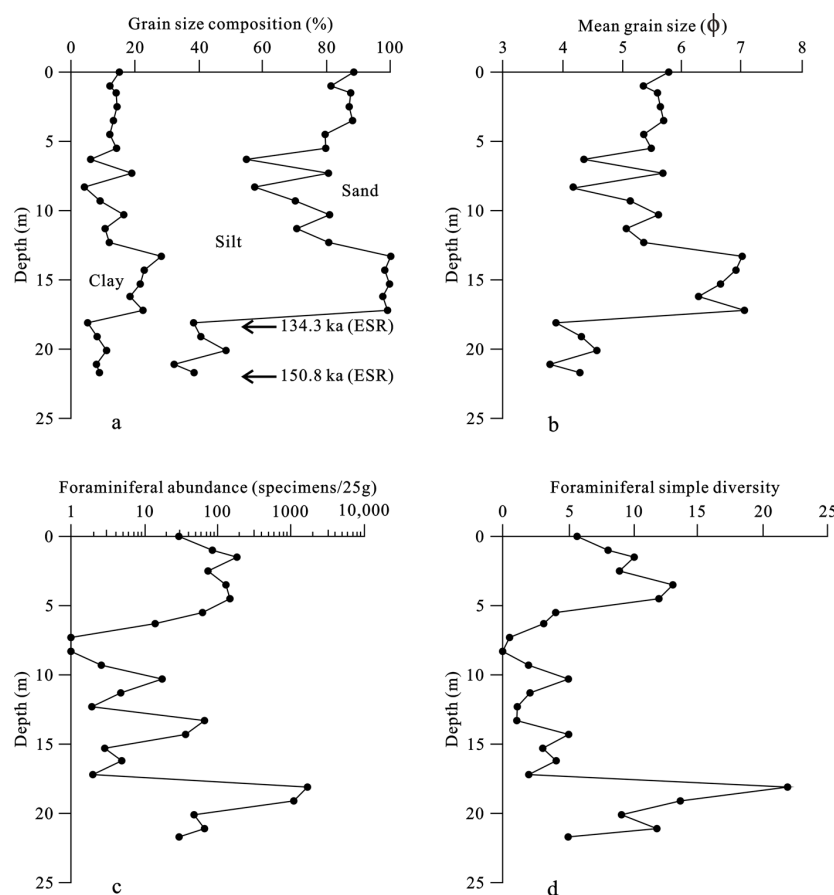 Grain size composition (%)
0 20 40 60 80 100
0
5
10
15
20
25
Depth (m)
Sand
Silt
Clay
134.3 ka (ESR)
150.8 ka (ESR)
a
Mean grain size (ϕ)
3 4 5 6 7 8
0
5
10
15
20
25
Depth (m)
b
Foraminiferal abundance (specimens/25g)
1 10 100 1000 10,000
0
5
10
15
20
25
Depth (m)
c
Foraminiferal simple diversity
0 5 10 15 20 25
0
5
10
15
20
25
Depth (m)
d